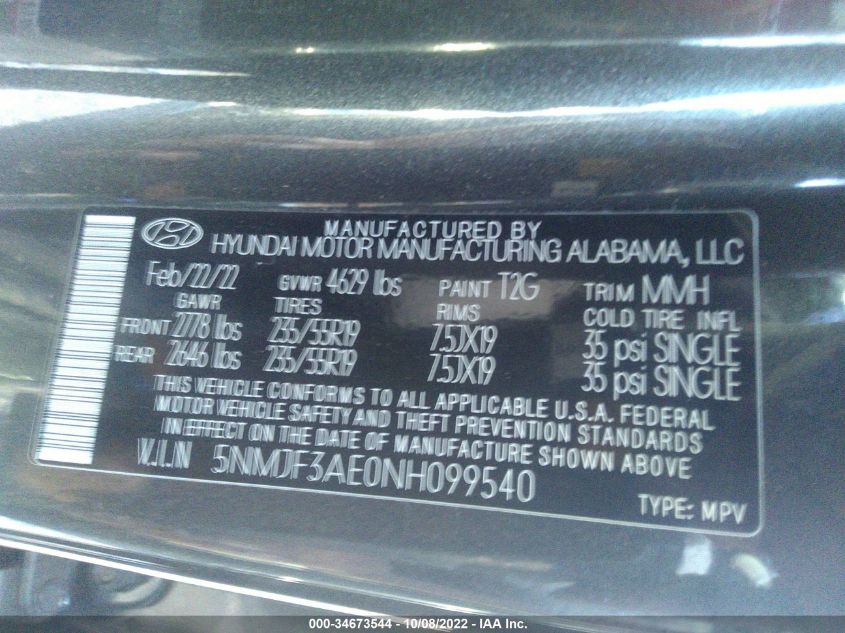 MANUFACTURED BY
HYUNDAI MOTOR MANUFACTURING ALABAMA, LLC
Feb/22/22 GVWR 4629 lbs PAINT T2G TRIM MMH
GAWR TIRES RIMS COLD TIRE INFL
FRONT 2778 lbs 235/55R19 7.5JX19 35 psi SINGLE
REAR 2646 lbs 235/55R19 7.5JX19 35 psi SINGLE
THIS VEHICLE CONFORMS TO ALL APPLICABLE U.S.A. FEDERAL
MOTOR VEHICLE SAFETY AND THEFT PREVENTION STANDARDS
IN EFFECT ON THE DATE OF MANUFACTURE SHOWN ABOVE
V.I.N 5NMJF3AE0NH099540
TYPE: MPV
000-34673544 - 10/08/2022 - IAA Inc.